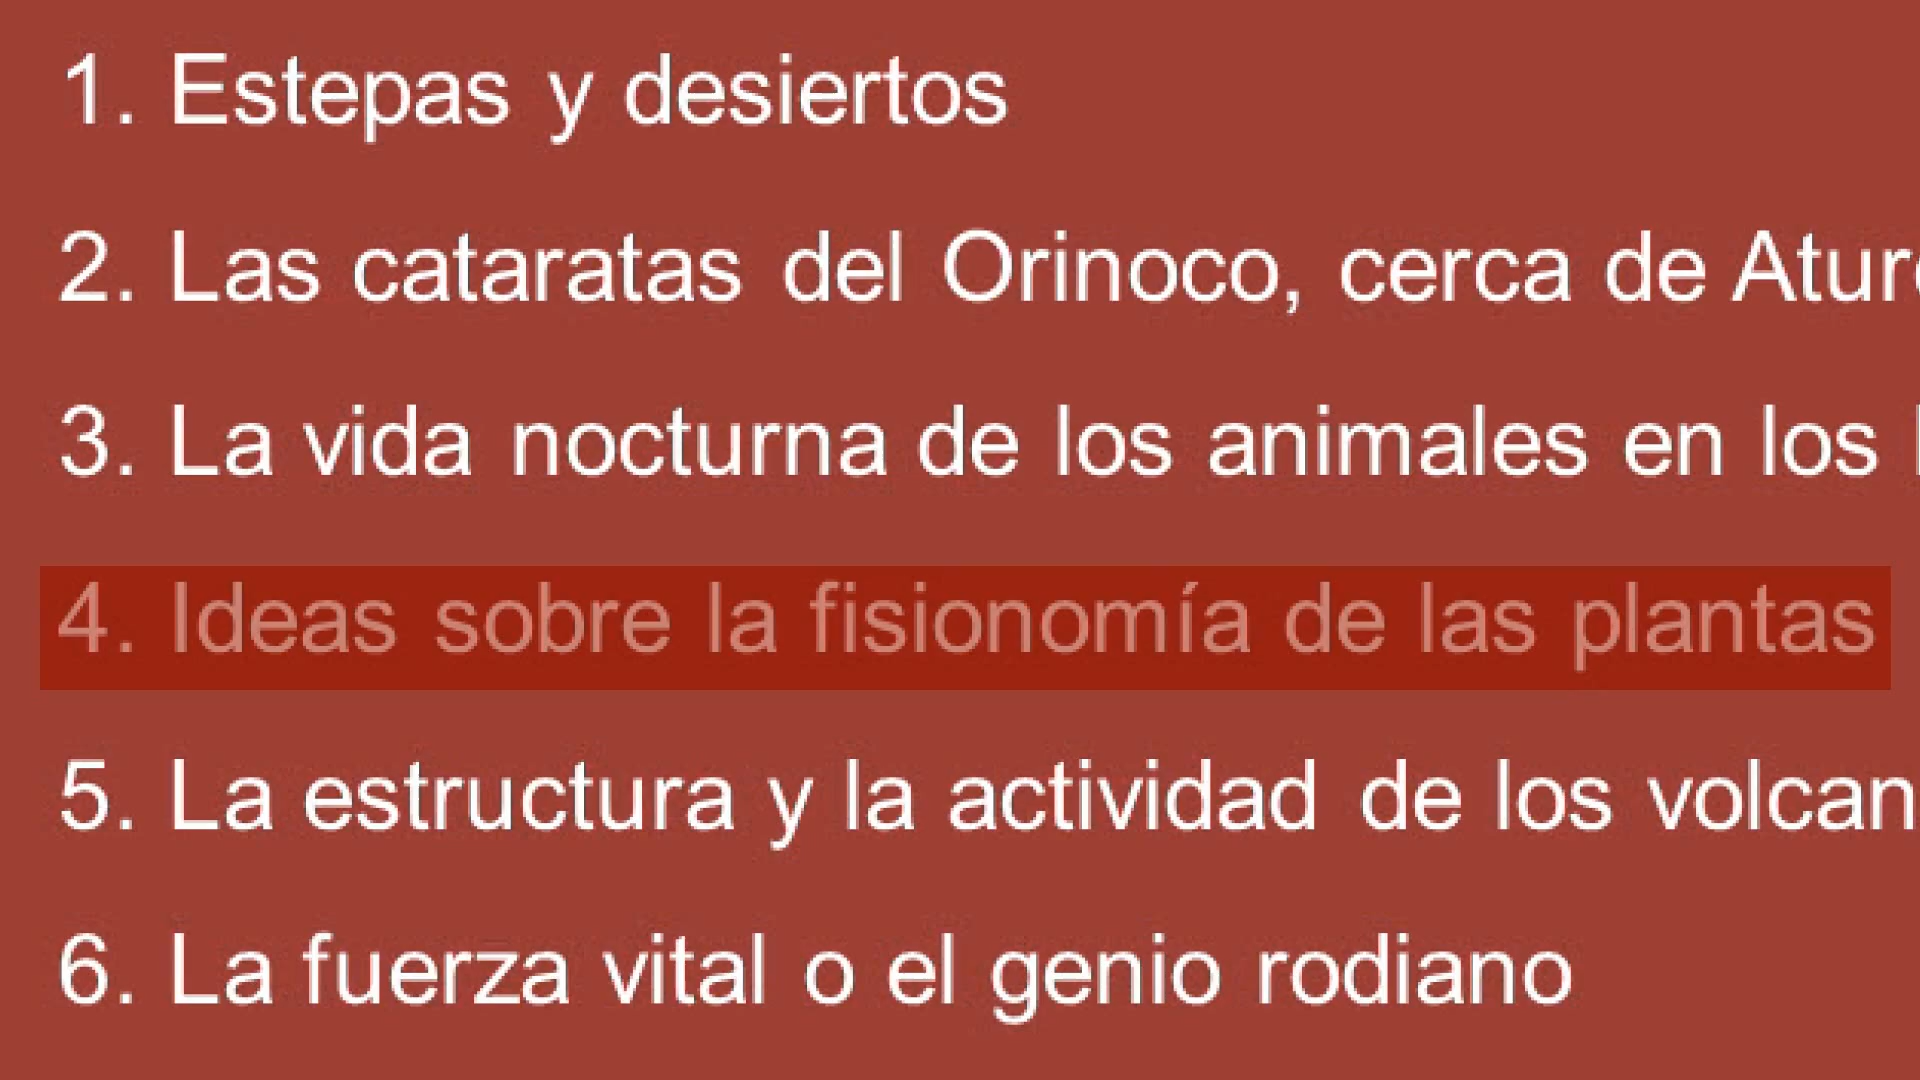 1. Estepas y desiertos
2. Las cataratas del Orinoco, cerca de
3. La vida nocturna de los animales en los
4. Ideas sobre la fisionomía de las plantas
5. La estructura y la actividad de los
6. La fuerza vital o el genio rodiano